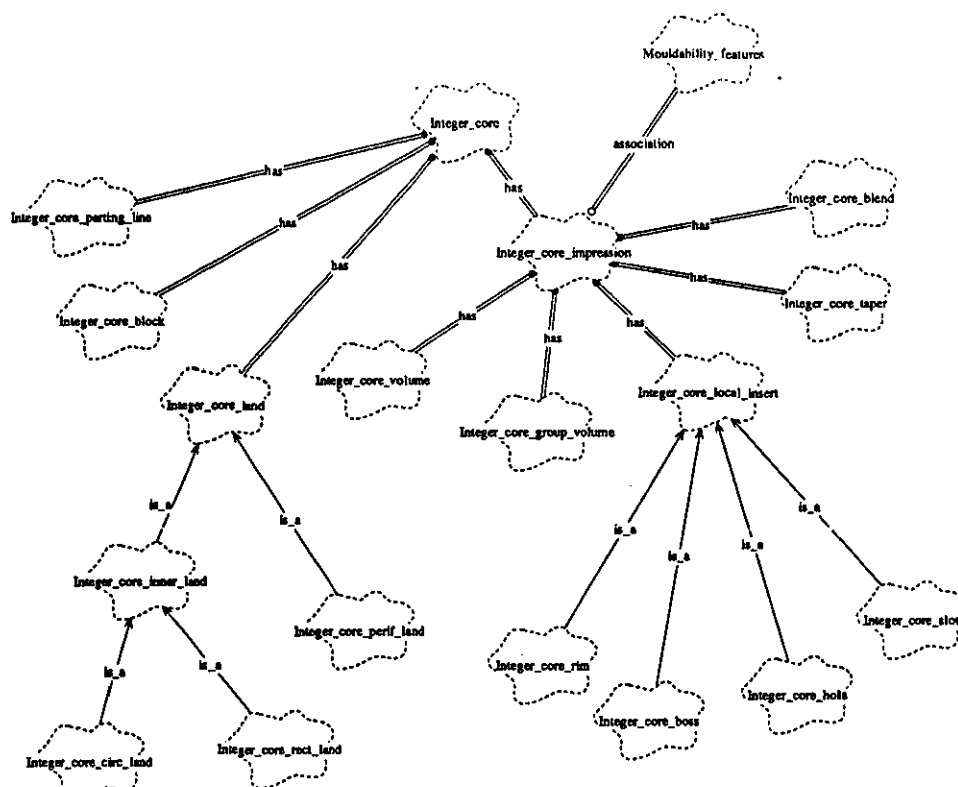 Mouldability_features
Integer_core
association
has
has
Integer_core_blend
has
Integer_core_parting_line
has
has
Integer_core_impression
has
has
Integer_core_taper
Integer_core_block
has
has
has
Integer_core_volume
Integer_core_local_insert
Integer_core_land
Integer_core_group_volume
is_a
is_a
is_a
is_a
is_a
is_a
Integer_core_inner_land
Integer_core_slot
Integer_core_perif_land
Integer_core_rim
is_a
is_a
Integer_core_hole
Integer_core_boss
Integer_core_rect_land
Integer_core_circ_land